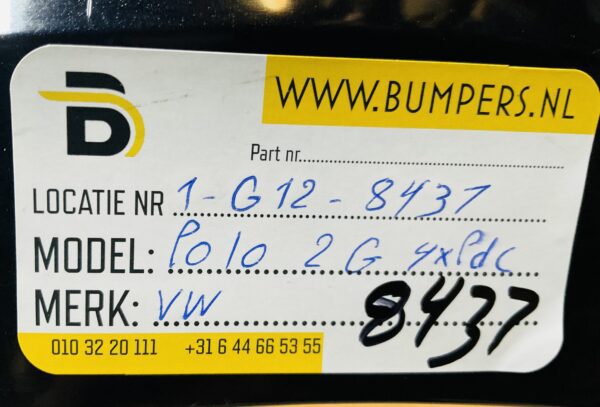 WWW.BUMPERS.NL
Part nr
LOCATIE NR 1-G12-8437
MODEL: Polo 2G 4xPdc
MERK: VW
8437
010 32 20 111 +31 6 44 66 53 55